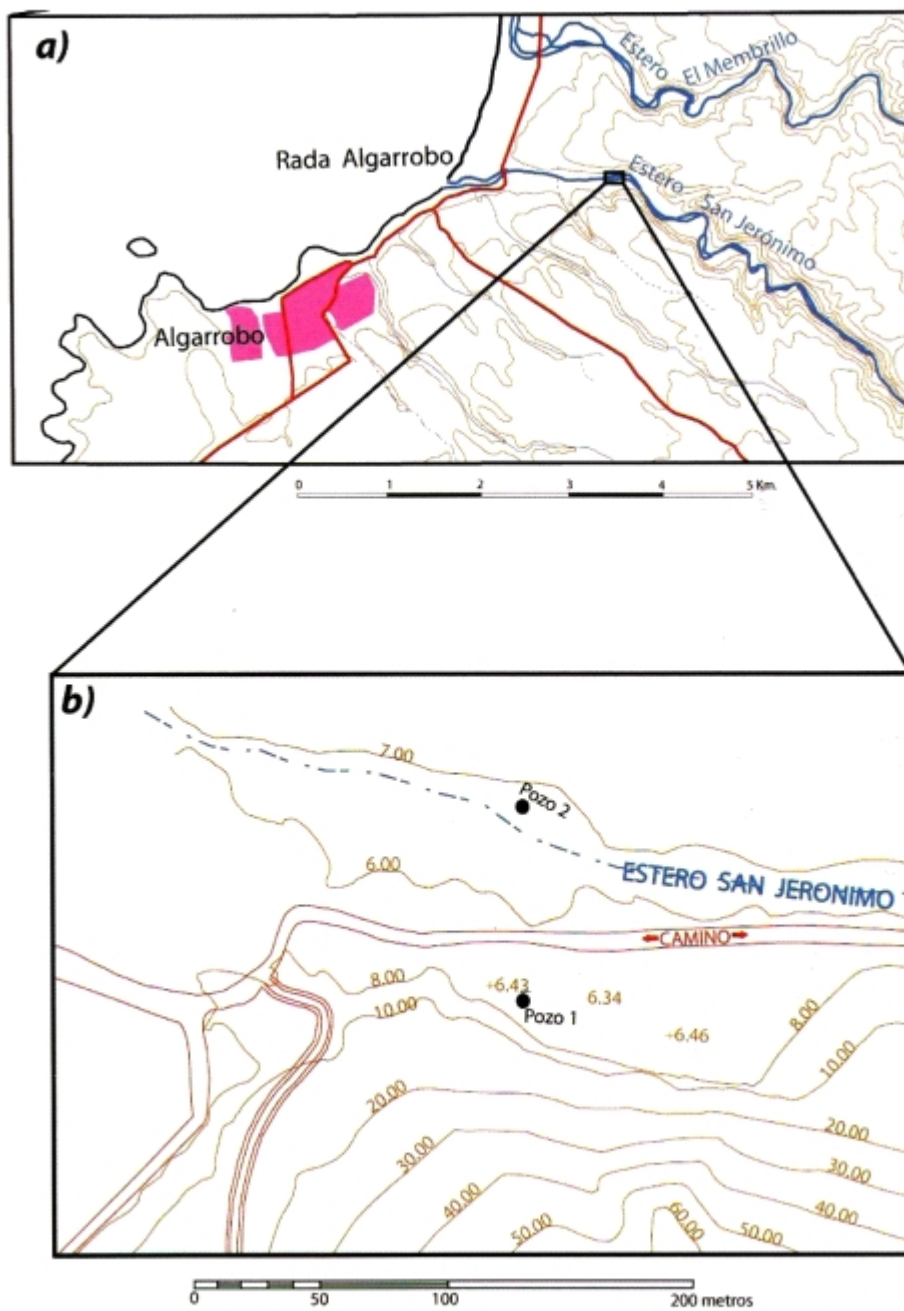 a)
Estero El Membrillo
Rada Algarrobo
Estero San Jerónimo
Algarrobo
0 1 2 3 4 5 Km.
b)
7.00
Pozo 2
6.00
ESTERO SAN JERONIMO
CAMINO
8.00
+6.43
6.34
8.00
Pozo 1
10.00
+6.46
10.00
20.00
20.00
30.00
30.00
40.00
40.00
50.00
60.00
50.00
0 50 100 200 metros